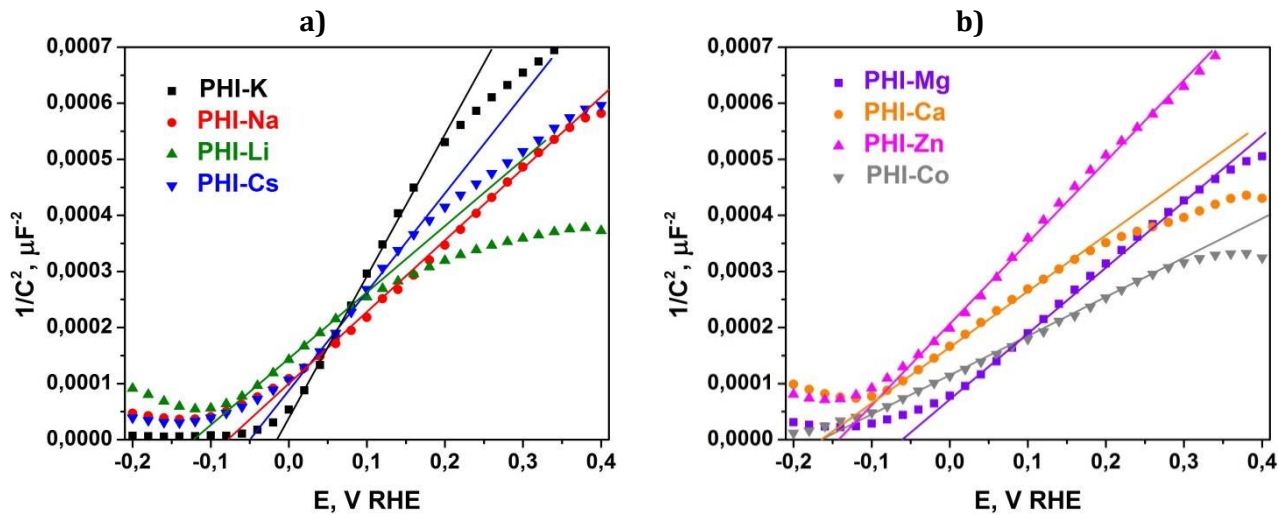 a)
1/C², µF⁻²
0,0007
0,0006
0,0005
0,0004
0,0003
0,0002
0,0001
0,0000
PHI-K
PHI-Na
PHI-Li
PHI-Cs
-0,2 -0,1 0,0 0,1 0,2 0,3 0,4
E, V RHE
b)
1/C², µF⁻²
0,0007
0,0006
0,0005
0,0004
0,0003
0,0002
0,0001
0,0000
PHI-Mg
PHI-Ca
PHI-Zn
PHI-Co
-0,2 -0,1 0,0 0,1 0,2 0,3 0,4
E, V RHE